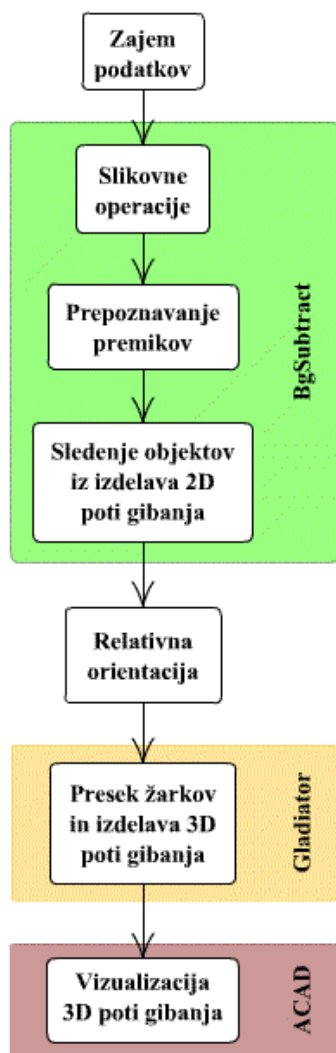 Zajem
podatkov
Slikovne
operacije
Prepoznavanje
premikov
BgSubtract
Sledenje objektov
iz izdelava 2D
poti gibanja
Relativna
orientacija
Presek žarkov
in izdelava 3D
poti gibanja
Gladiator
Vizualizacija
3D poti gibanja
ACAD